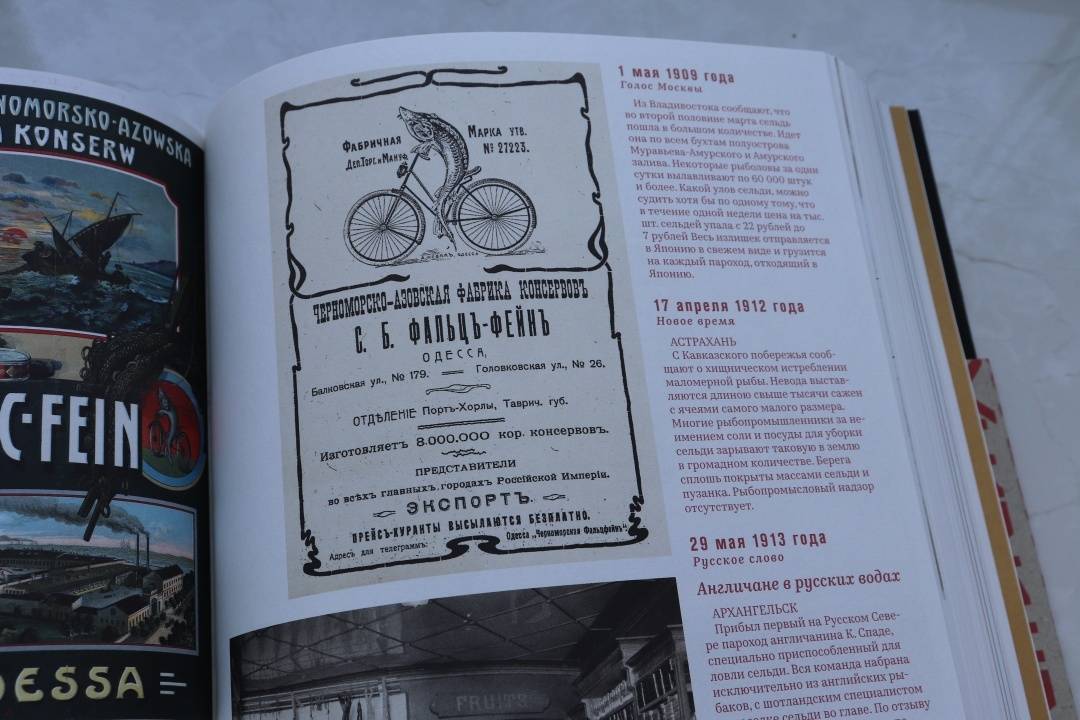 NOMORSKO-AZOWSKA
KONSERW
C-FEIN
DESSA
ФАБРИЧНАЯ
ДЕП. ТОРГ. и МАНУФ.
МАРКА УТВ.
№ 27223.
ЧЕРНОМОРСКО-АЗОВСКАЯ ФАБРИКА КОНСЕРВОВЪ
С. Б. ФАЛЬЦЪ-ФЕЙНЪ
ОДЕССА,
Балковская ул., № 179. — Головковская ул., № 26.
ОТДѢЛЕНІЕ Портъ-Хорлы, Таврич. губ.
Изготовляетъ 8.000.000 кор. консервовъ.
ПРЕДСТАВИТЕЛИ
во всѣхъ главныхъ городахъ Россійской Имперіи.
ЭКСПОРТЪ.
ПРЕЙСЪ-КУРАНТЫ ВЫСЫЛАЮТСЯ БЕЗПЛАТНО.
Адресъ для телеграммъ: Одесса „Черноморская Фальцфейнъ“
FRUITS
1 мая 1909 года
Голос Москвы
Из Владивостока сообщают, что
во второй половине марта сельдь
пошла в большом количестве. Идет
она по всем бухтам полуострова
Муравьева-Амурского и Амурского
залива. Некоторые рыболовы за одни
сутки вылавливают по 60 000 штук
и более. Какой улов сельди, можно
судить хотя бы по одному тому, что
в течение одной недели цена на тыс.
шт. сельдей упала с 22 рублей до
7 рублей Весь излишек отправляется
в Японию в свежем виде и грузится
на каждый пароход, отходящий в
Японию.
17 апреля 1912 года
Новое время
АСТРАХАНЬ
С Кавказского побережья сооб-
щают о хищническом истреблении
маломерной рыбы. Невода выстав-
ляются длиною свыше тысячи сажен
с ячеями самого малого размера.
Многие рыбопромышленники за не-
имением соли и посуды для уборки
сельди зарывают таковую в землю
в громадном количестве. Берега
сплошь покрыты массами сельди и
пузанка. Рыбопромысловый надзор
отсутствует.
29 мая 1913 года
Русское слово
Англичане в русских водах
АРХАНГЕЛЬСК
Прибыл первый на Русском Севе-
ре пароход англичанина К. Спаде,
специально приспособленный для
ловли сельди. Вся команда набрана
исключительно из английских ры-
баков, с шотландским специалистом
сельди во главе. По отзыву